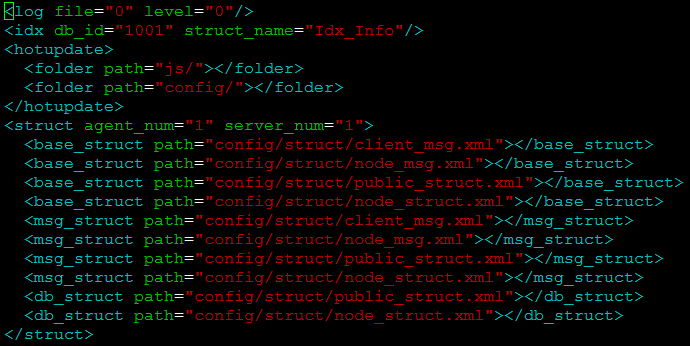 <log file="0" level="0"/>
<idx db_id="1001" struct_name="Idx_Info"/>
<hotupdate>
  <folder path="js/"></folder>
  <folder path="config/"></folder>
</hotupdate>
<struct agent_num="1" server_num="1">
  <base_struct path="config/struct/client_msg.xml"></base_struct>
  <base_struct path="config/struct/node_msg.xml"></base_struct>
  <base_struct path="config/struct/public_struct.xml"></base_struct>
  <base_struct path="config/struct/node_struct.xml"></base_struct>
  <msg_struct path="config/struct/client_msg.xml"></msg_struct>
  <msg_struct path="config/struct/node_msg.xml"></msg_struct>
  <msg_struct path="config/struct/public_struct.xml"></msg_struct>
  <msg_struct path="config/struct/node_struct.xml"></msg_struct>
  <db_struct path="config/struct/public_struct.xml"></db_struct>
  <db_struct path="config/struct/node_struct.xml"></db_struct>
</struct>